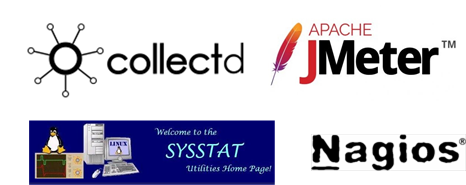 collectd
APACHE
JMeter™
Welcome to the
LINUX
SYSSTAT
Utilities Home Page!
Nagios®